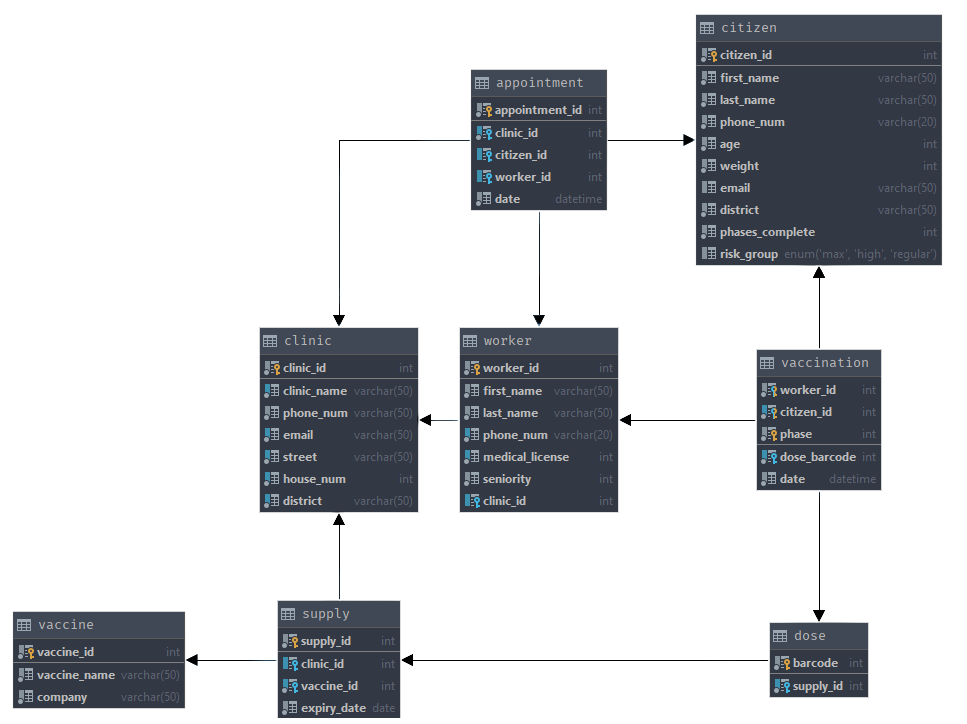 citizen
citizen_id int
first_name varchar(50)
last_name varchar(50)
phone_num varchar(20)
age int
weight int
email varchar(50)
district varchar(50)
phases_complete int
risk_group enum('max', 'high', 'regular')
appointment
appointment_id int
clinic_id int
citizen_id int
worker_id int
date datetime
clinic
clinic_id int
clinic_name varchar(50)
phone_num varchar(50)
email varchar(50)
street varchar(50)
house_num int
district varchar(50)
worker
worker_id int
first_name varchar(50)
last_name varchar(50)
phone_num varchar(20)
medical_license int
seniority int
clinic_id int
vaccination
worker_id int
citizen_id int
phase int
dose_barcode int
date datetime
vaccine
vaccine_id int
vaccine_name varchar(50)
company varchar(50)
supply
supply_id int
clinic_id int
vaccine_id int
expiry_date date
dose
barcode int
supply_id int